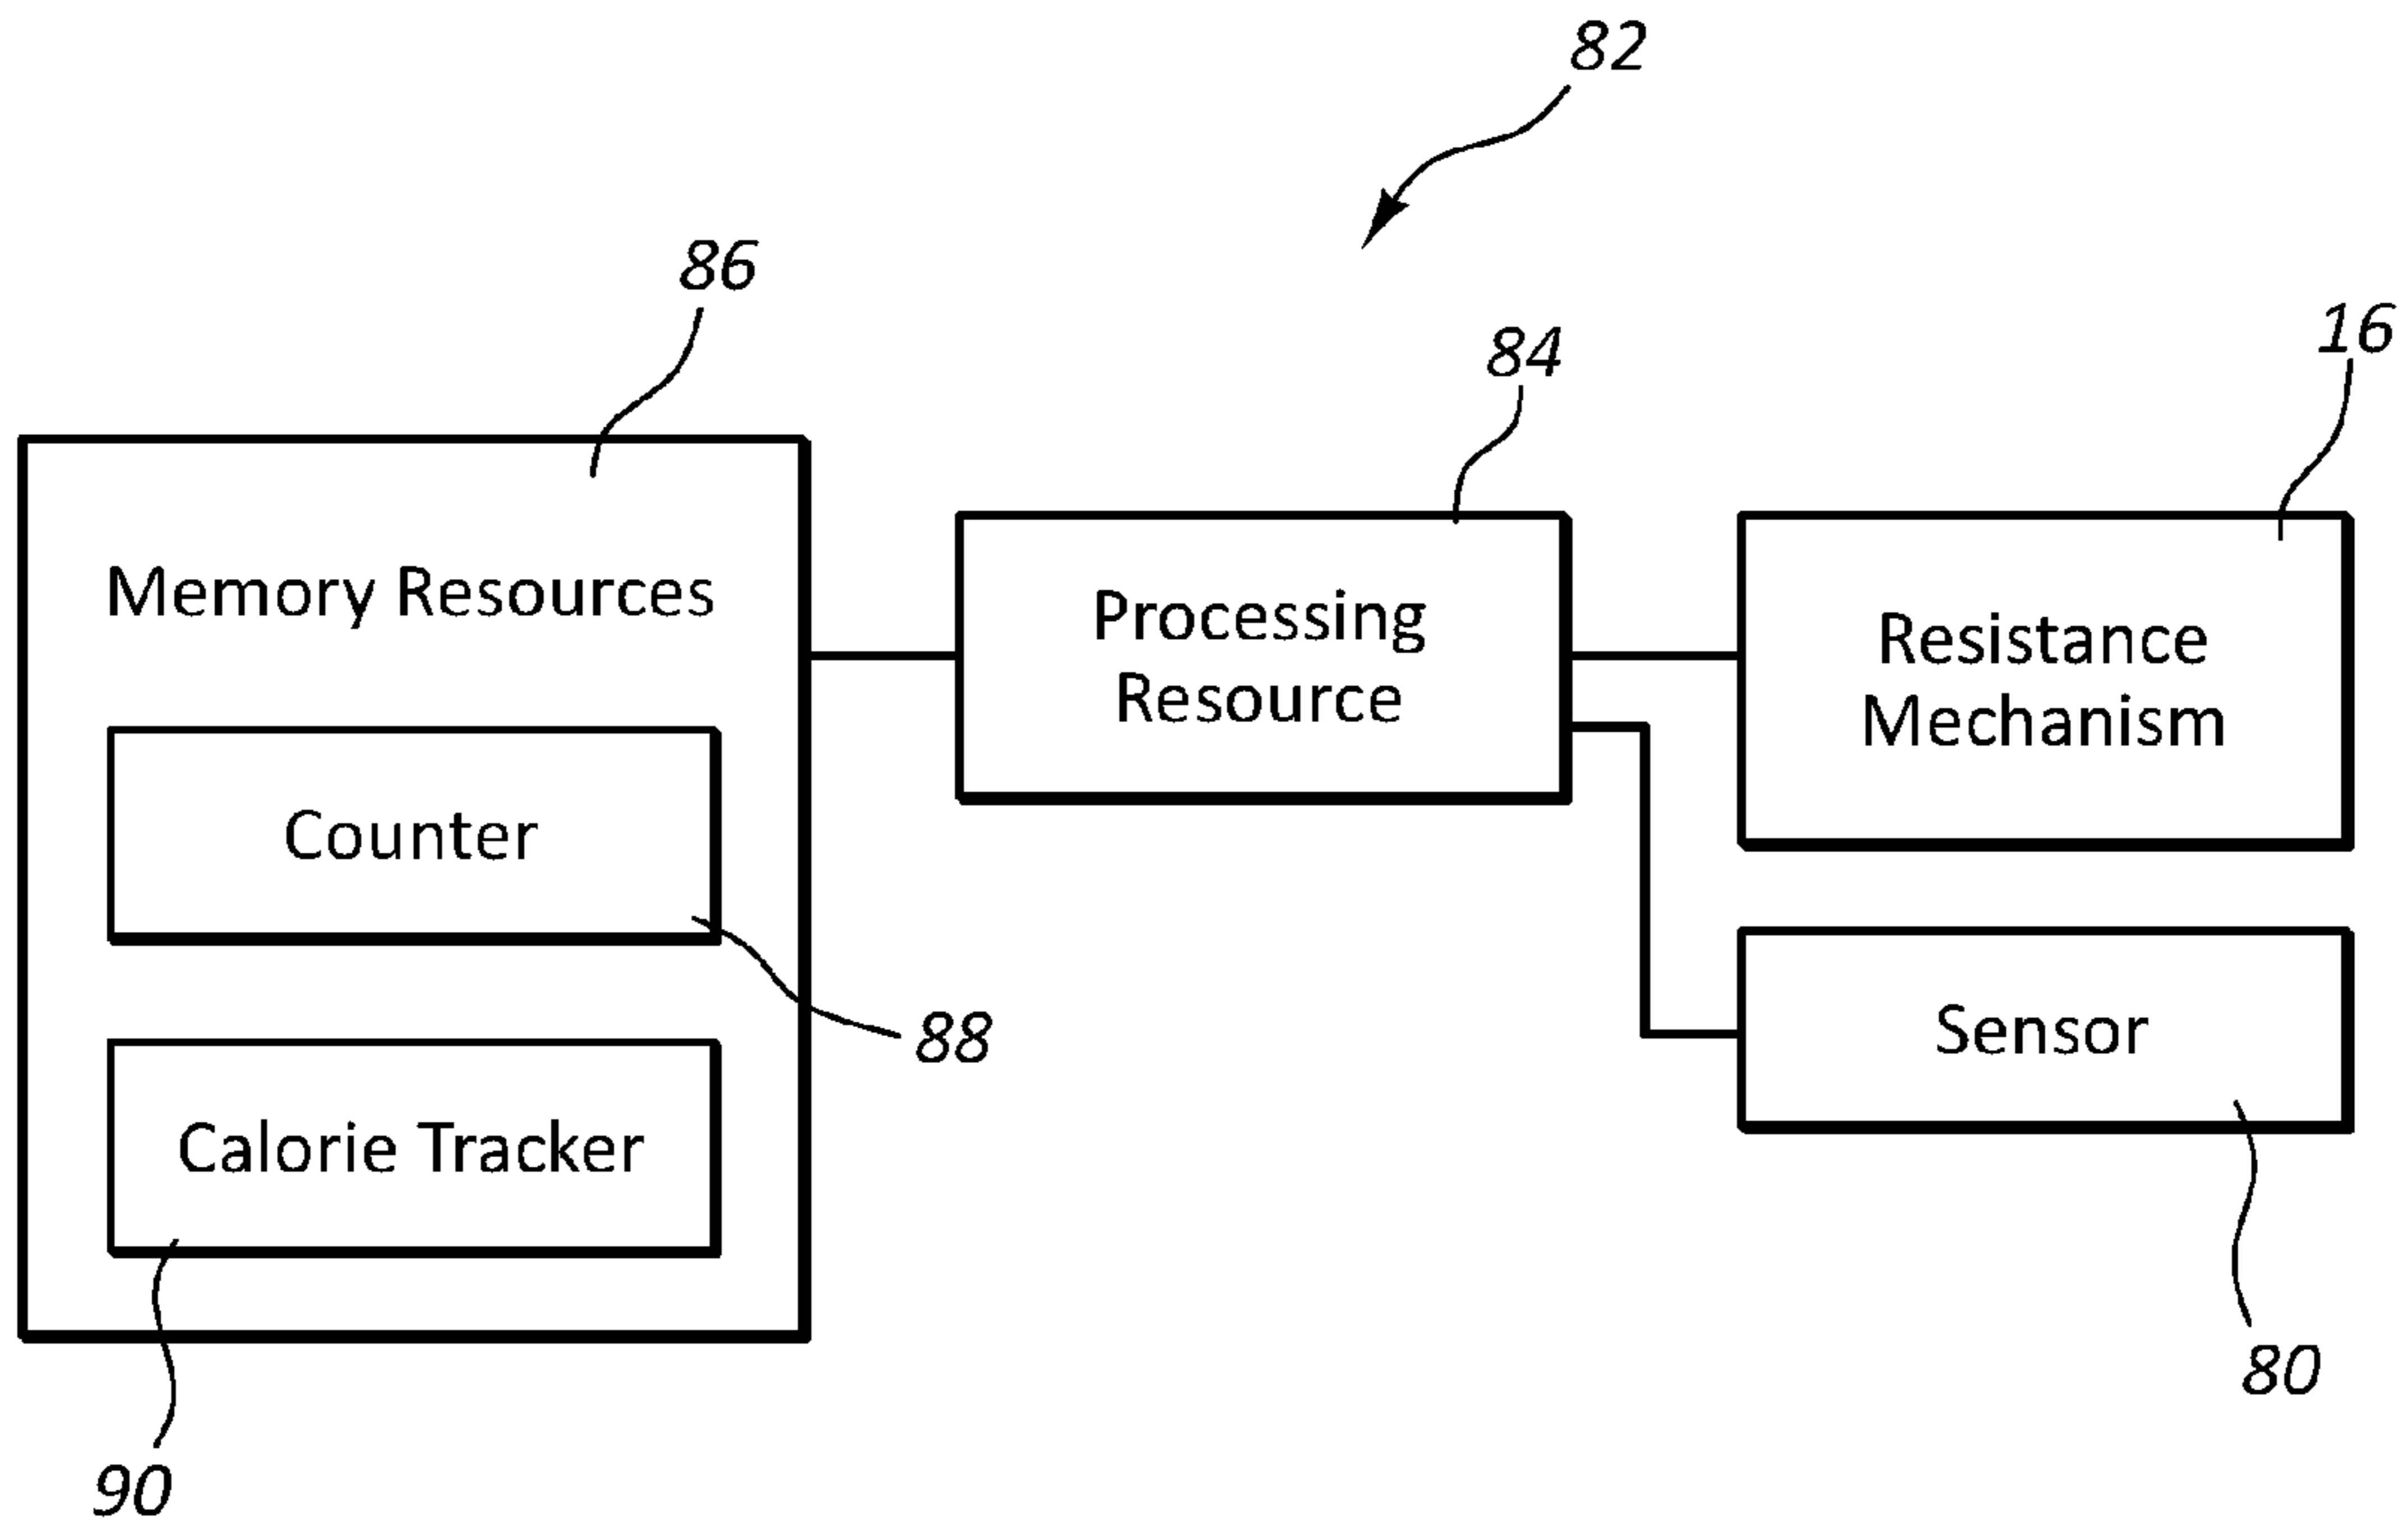 82
86
84
16
Memory Resources
Processing
Resource
Resistance
Mechanism
Counter
88
Sensor
Calorie Tracker
80
90